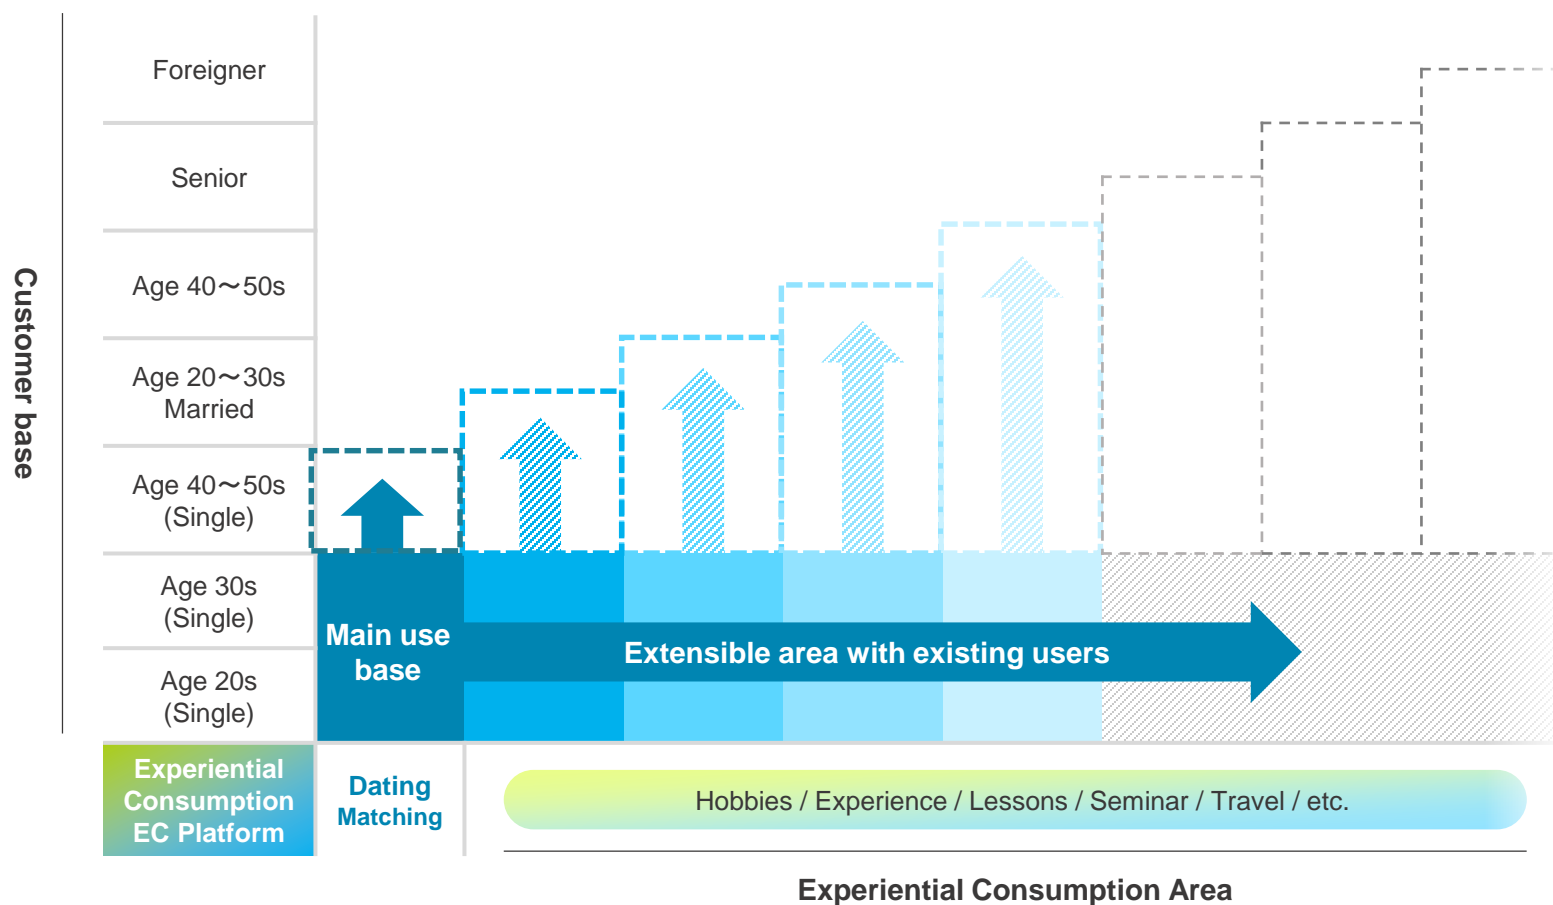 Customer base
Foreigner
Senior
Age 40～50s
Age 20～30s
Married
Age 40～50s
(Single)
Age 30s
(Single)
Age 20s
(Single)
Main use
base
Extensible area with existing users
Experiential
Consumption
EC Platform
Dating
Matching
Hobbies / Experience / Lessons / Seminar / Travel / etc.
Experiential Consumption Area